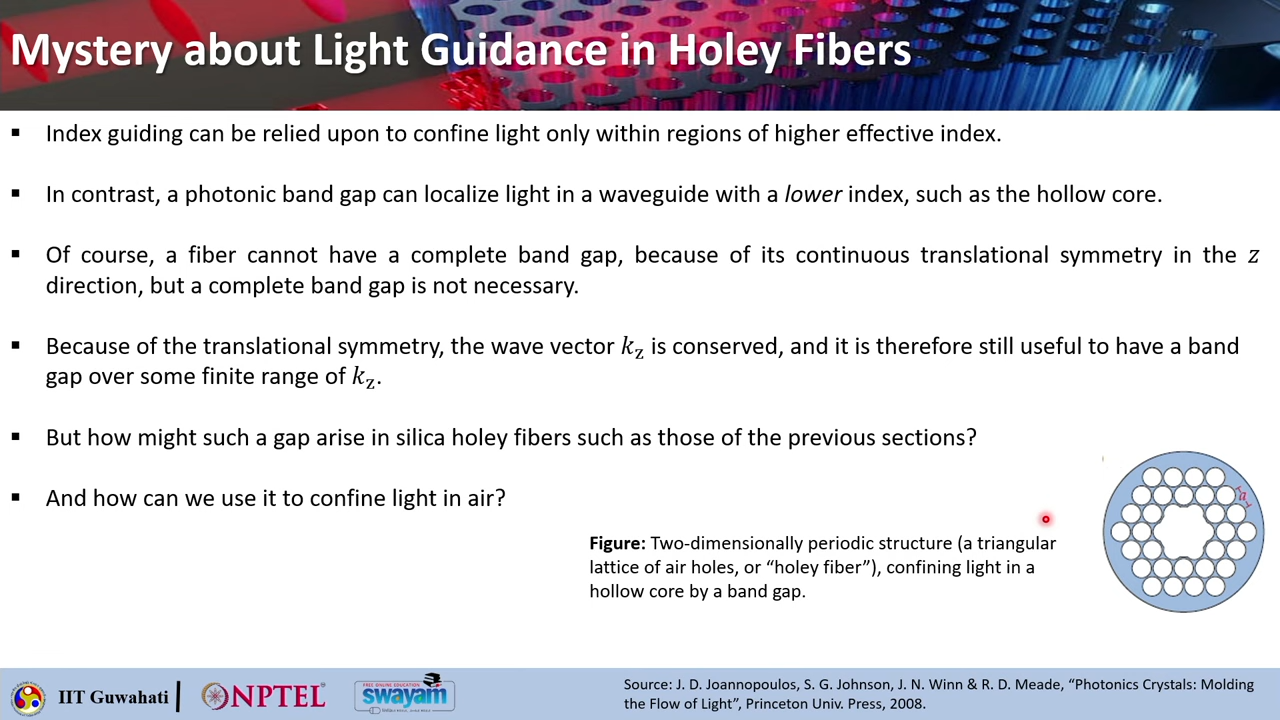 Mystery about Light Guidance in Holey Fibers
▪ Index guiding can be relied upon to confine light only within regions of higher effective index.
▪ In contrast, a photonic band gap can localize light in a waveguide with a lower index, such as the hollow core.
▪ Of course, a fiber cannot have a complete band gap, because of its continuous translational symmetry in the z
direction, but a complete band gap is not necessary.
▪ Because of the translational symmetry, the wave vector k_z is conserved, and it is therefore still useful to have a band
gap over some finite range of k_z.
▪ But how might such a gap arise in silica holey fibers such as those of the previous sections?
▪ And how can we use it to confine light in air?
Figure: Two-dimensionally periodic structure (a triangular
lattice of air holes, or “holey fiber”), confining light in a
hollow core by a band gap.
IIT Guwahati
NPTEL
FREE ONLINE EDUCATION
swayam
Source: J. D. Joannopoulos, S. G. Johnson, J. N. Winn & R. D. Meade, “Photonics Crystals: Molding
the Flow of Light”, Princeton Univ. Press, 2008.